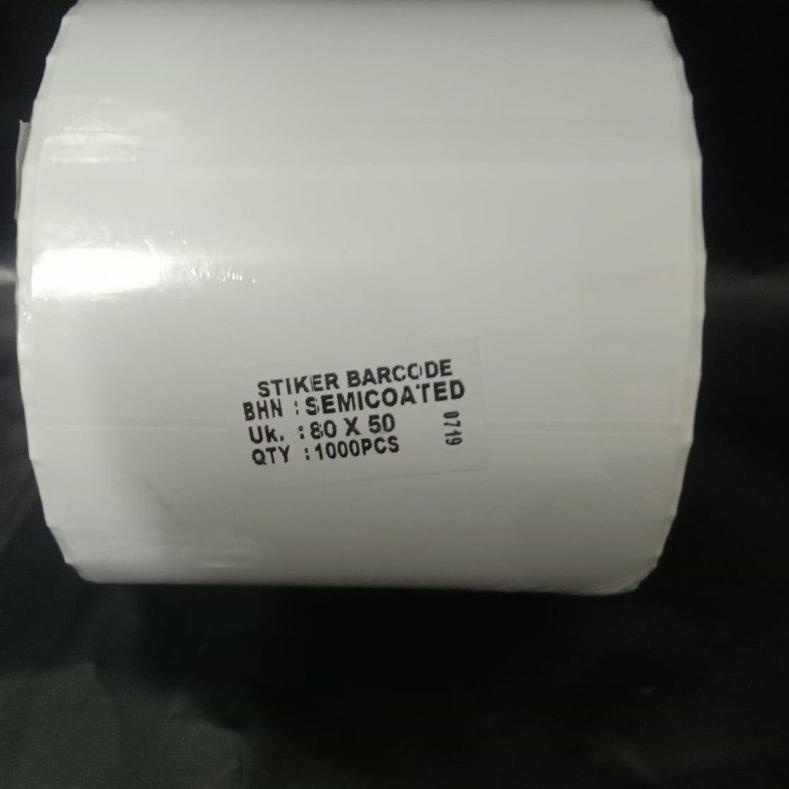 STIKER BARCODE
BHN : SEMICOATED
Uk. : 80 X 50
QTY : 1000PCS
0719